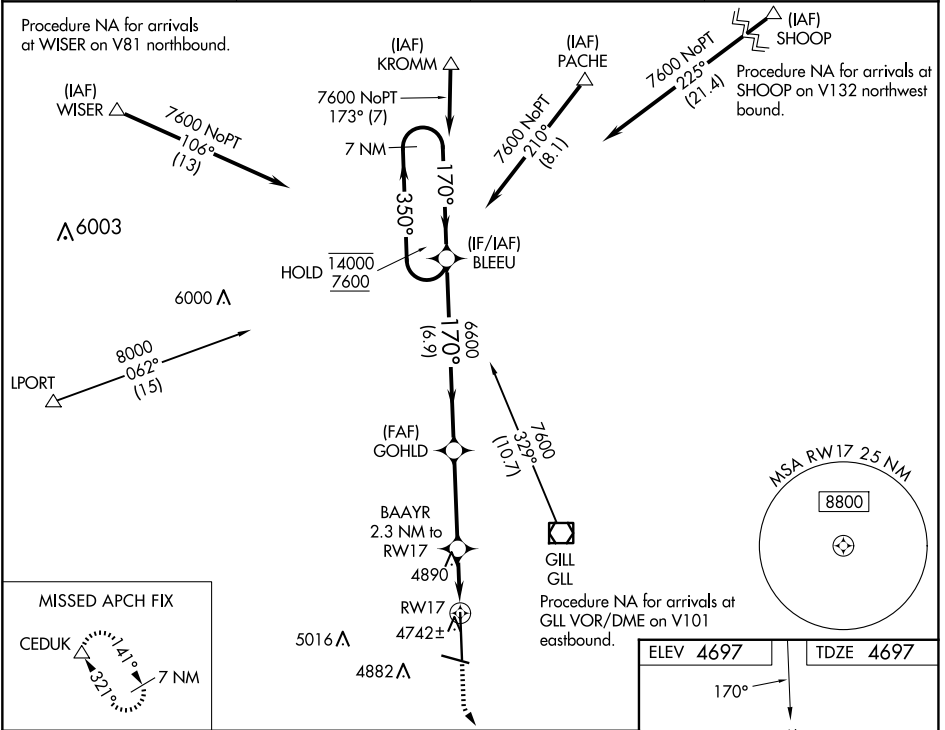 Procedure NA for arrivals
at WISER on V81 northbound.
(IAF)
WISER
7600 NoPT
106°
(13)
(IAF)
KROMM
7600 NoPT
173° (7)
7 NM
(IAF)
PACHE
7600 NoPT
210°
(8.1)
(IAF)
SHOOP
7600 NoPT
225°
(21.4)
Procedure NA for arrivals at
SHOOP on V132 northwest
bound.
350°
170°
(IF/IAF)
BLEEU
HOLD
14000
7600
6003
6000
8000
062°
(15)
LPORT
6600
170°
(6.9)
(FAF)
GOHLD
7600
329°
(10.7)
BAAYR
2.3 NM to
RW17
4890
GILL
GLL
Procedure NA for arrivals at
GLL VOR/DME on V101
eastbound.
MSA RW17 25 NM
8800
RW17
4742±
5016
4882
MISSED APCH FIX
CEDUK
141°
321°
7 NM
ELEV 4697
TDZE 4697
170°